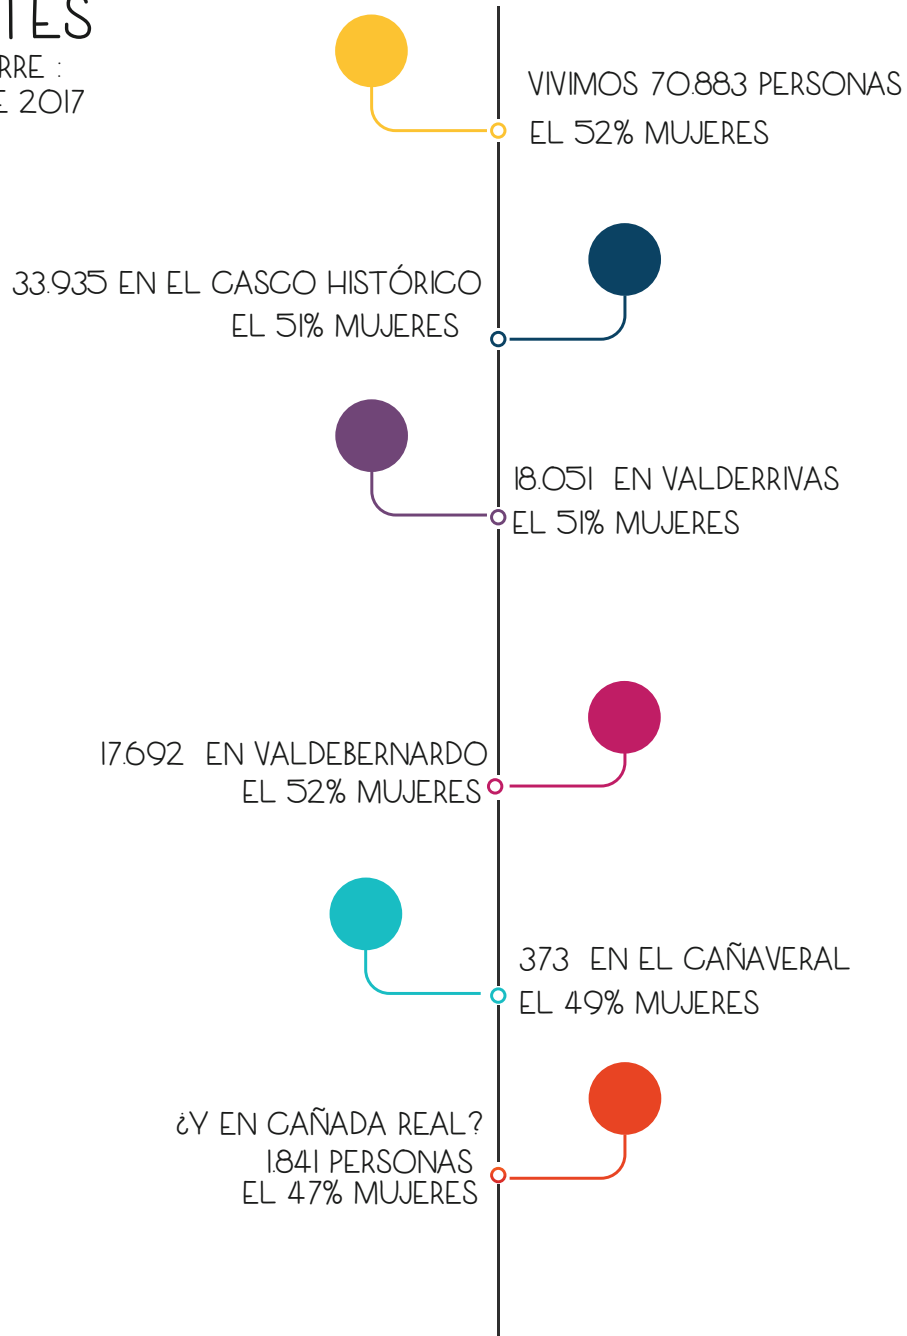 VIVIMOS 70.883 PERSONAS
EL 52% MUJERES
33.935 EN EL CASCO HISTÓRICO
EL 51% MUJERES
18.051 EN VALDERRIVAS
EL 51% MUJERES
17.692 EN VALDEBERNARDO
EL 52% MUJERES
373 EN EL CAÑAVERAL
EL 49% MUJERES
¿Y EN CAÑADA REAL?
1.841 PERSONAS
EL 47% MUJERES
2017